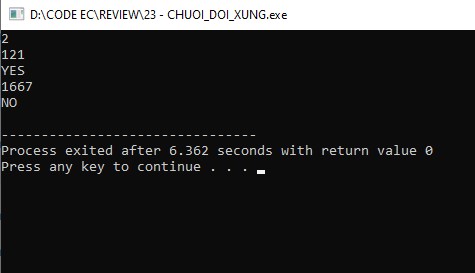 D:\CODE EC\REVIEW\23 - CHUOI_DOI_XUNG.exe
2
121
YES
1667
NO
--------------------------------
Process exited after 6.362 seconds with return value 0
Press any key to continue . . .